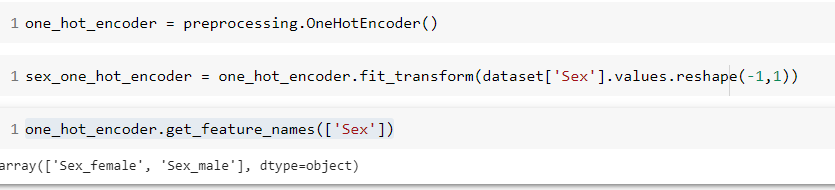 1 one_hot_encoder = preprocessing.OneHotEncoder()
1 sex_one_hot_encoder = one_hot_encoder.fit_transform(dataset['Sex'].values.reshape(-1,1))
1 one_hot_encoder.get_feature_names(['Sex'])
array(['Sex_female', 'Sex_male'], dtype=object)